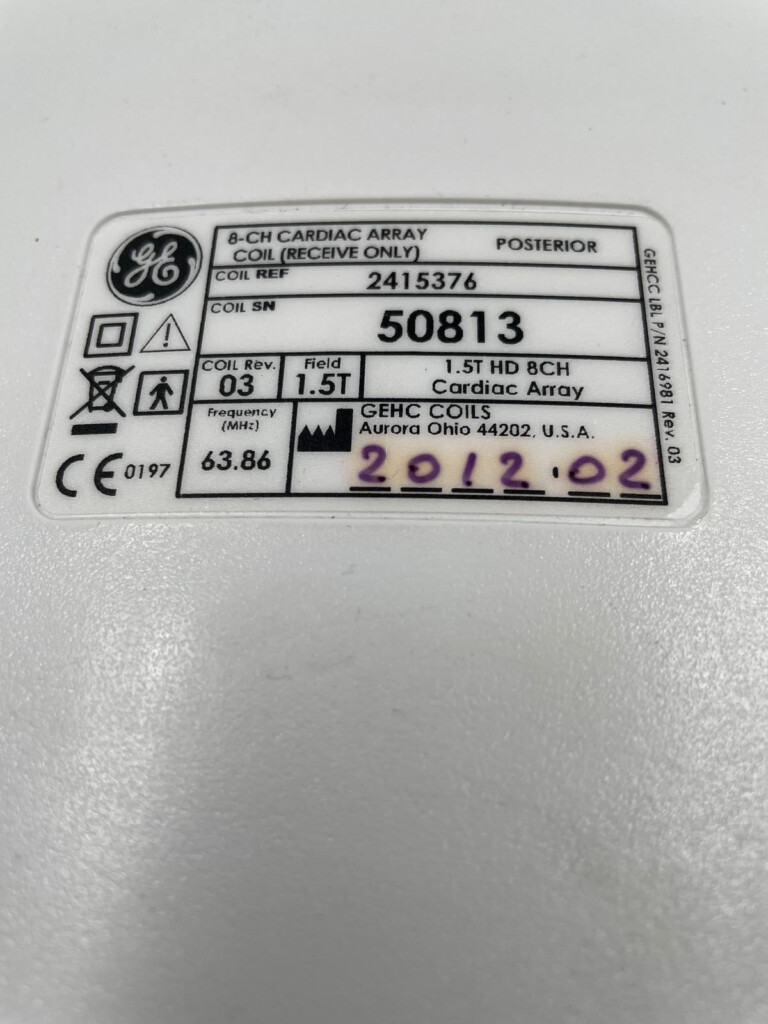 GE
8-CH CARDIAC ARRAY
COIL (RECEIVE ONLY)
POSTERIOR
COIL REF
2415376
COIL SN
50813
COIL Rev.
03
Field
1.5T
1.5T HD 8CH
Cardiac Array
Frequency
(MHz)
63.86
GEHC COILS
Aurora Ohio 44202, U.S.A.
2012-02
CE 0197
GEHCC LBL P/N 2416981 Rev. 03